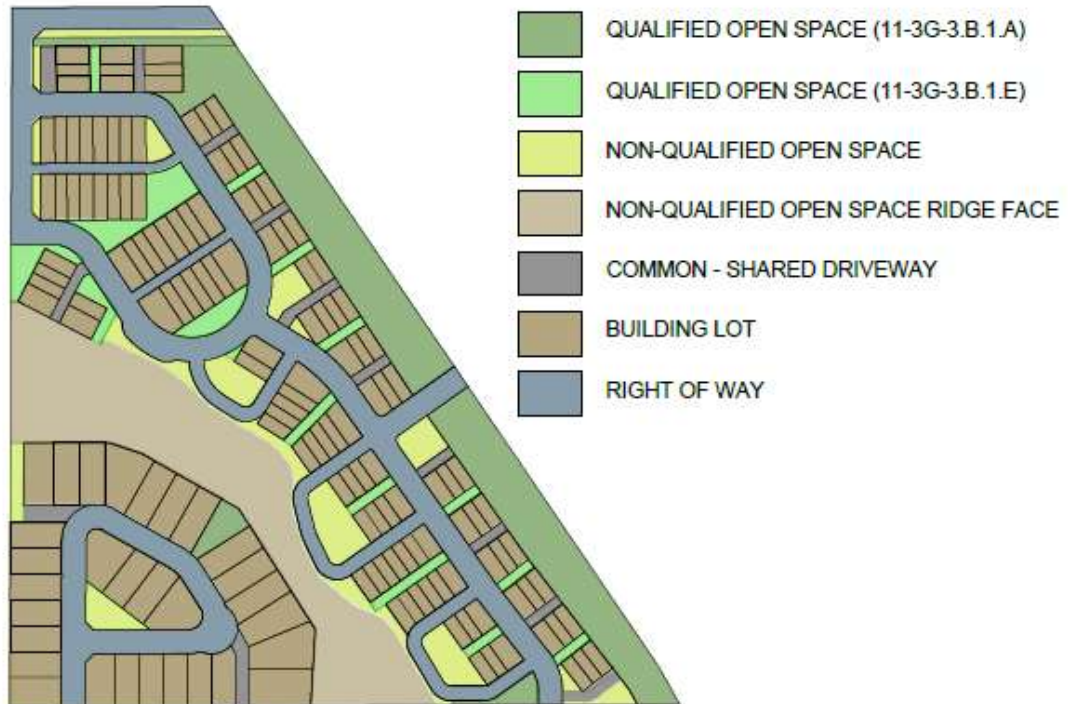 QUALIFIED OPEN SPACE (11-3G-3.B.1.A)
QUALIFIED OPEN SPACE (11-3G-3.B.1.E)
NON-QUALIFIED OPEN SPACE
NON-QUALIFIED OPEN SPACE RIDGE FACE
COMMON - SHARED DRIVEWAY
BUILDING LOT
RIGHT OF WAY